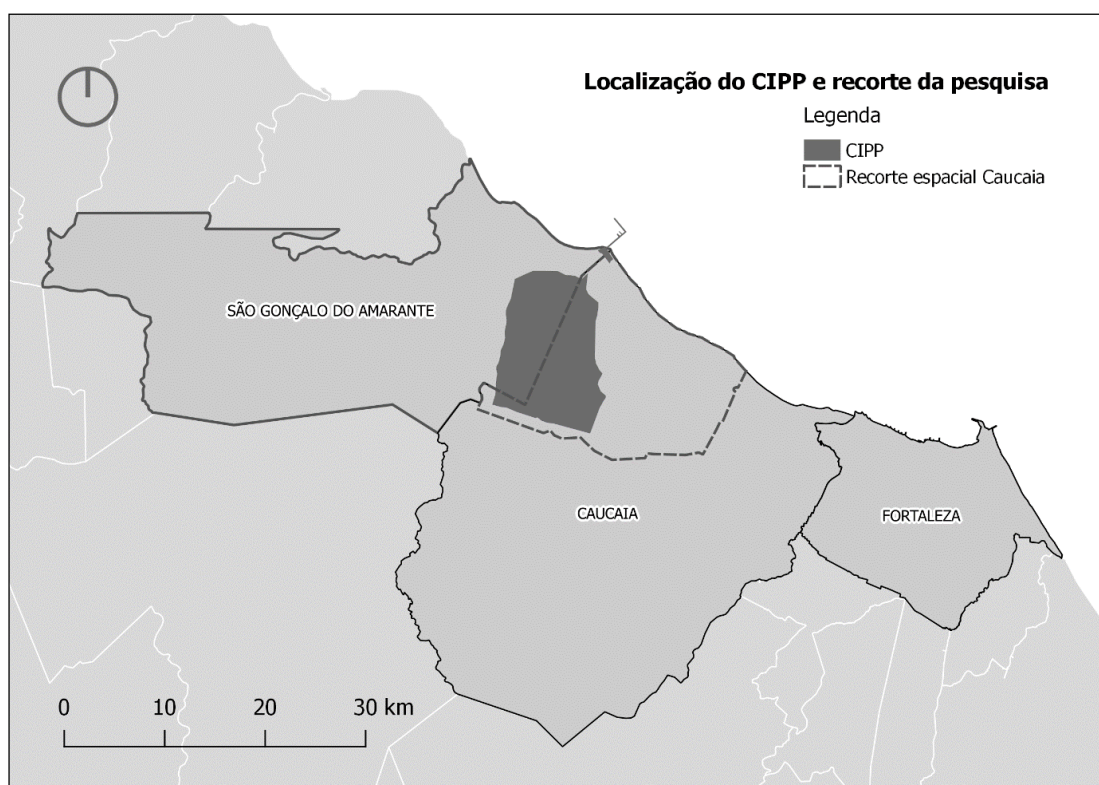 Localização do CIPP e recorte da pesquisa
Legenda
CIPP
Recorte espacial Caucaia
SÃO GONÇALO DO AMARANTE
CAUCAIA
FORTALEZA
0 10 20 30 km